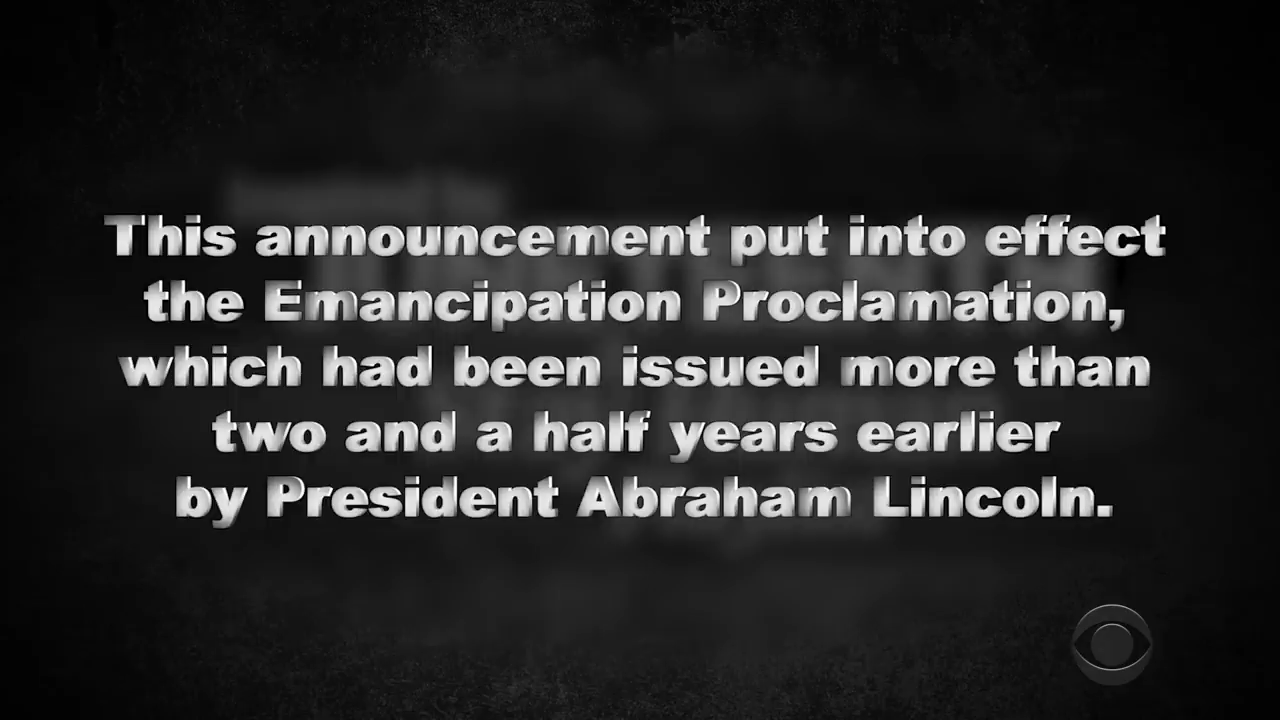 This announcement put into effect
the Emancipation Proclamation,
which had been issued more than
two and a half years earlier
by President Abraham Lincoln.